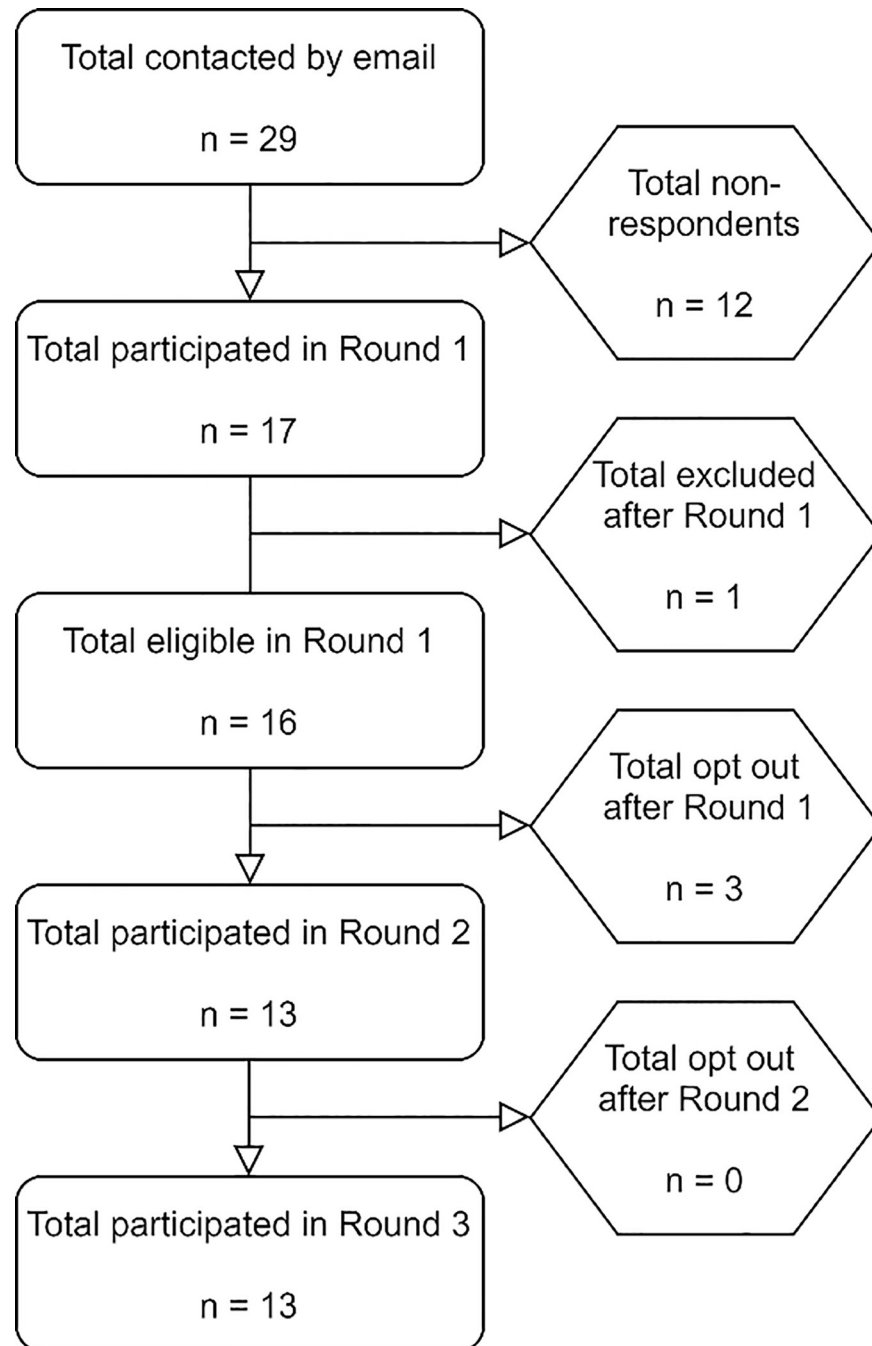 Total contacted by email
n = 29
Total non-
respondents
n = 12
Total participated in Round 1
n = 17
Total excluded
after Round 1
n = 1
Total eligible in Round 1
n = 16
Total opt out
after Round 1
n = 3
Total participated in Round 2
n = 13
Total opt out
after Round 2
n = 0
Total participated in Round 3
n = 13